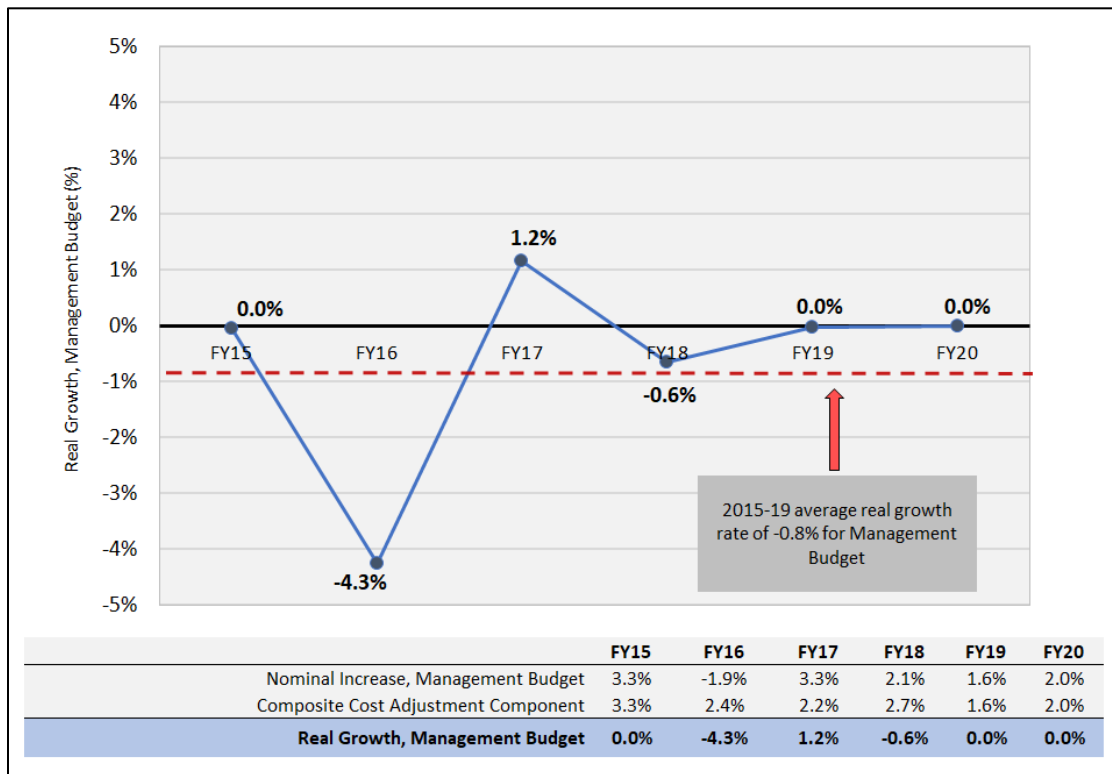 5%
4%
3%
2%
1%
0%
-1%
-2%
-3%
-4%
-5%
Real Growth, Management Budget (%)
0.0%
-4.3%
1.2%
-0.6%
0.0%
0.0%
FY15 FY16 FY17 FY18 FY19 FY20
2015-19 average real growth
rate of -0.8% for Management
Budget
FY15 FY16 FY17 FY18 FY19 FY20
Nominal Increase, Management Budget 3.3% -1.9% 3.3% 2.1% 1.6% 2.0%
Composite Cost Adjustment Component 3.3% 2.4% 2.2% 2.7% 1.6% 2.0%
Real Growth, Management Budget 0.0% -4.3% 1.2% -0.6% 0.0% 0.0%